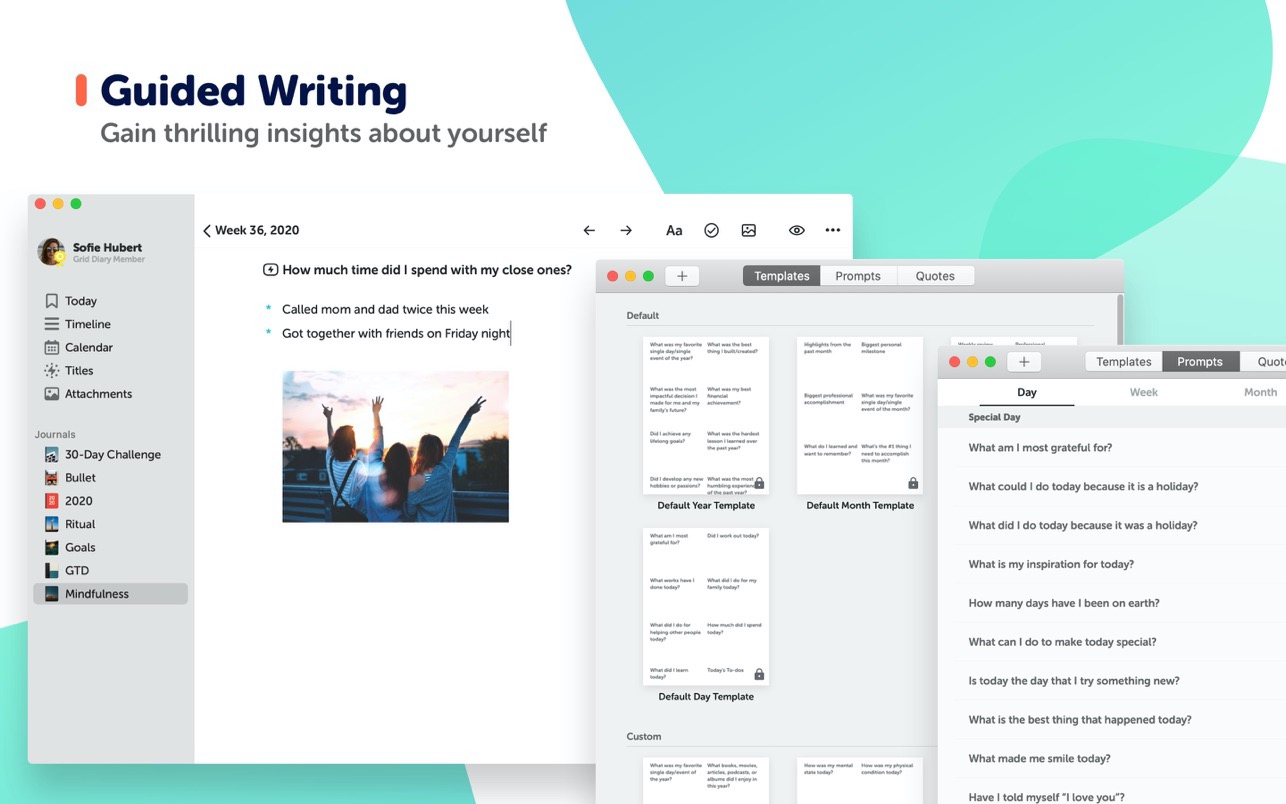 Guided Writing
Gain thrilling insights about yourself
Sofie Hubert
Grid Diary Member
Today
Timeline
Calendar
Titles
Attachments
Journals
30-Day Challenge
Bullet
2020
Ritual
Goals
GTD
Mindfulness
Week 36, 2020
Aa
How much time did I spend with my close ones?
* Called mom and dad twice this week
* Got together with friends on Friday night
Templates
Prompts
Quotes
Default
What was my favorite
single day/single
event of the year?
What was the best
thing I built/created?
What was the most
impactful decision I
made for me and my
family's future?
What was my best
financial
achievement?
Did I achieve any
lifelong goals?
What was the hardest
lesson I learned over
the past year?
Did I develop any new
hobbies or passions?
What was the most
humbling experience
of the past year?
Default Year Template
Highlights from the
past month
Biggest personal
milestone
Biggest professional
accomplishment
What was my favorite
single day/single
event of the month?
What do I learned and
want to remember?
What's the #1 thing I
need to accomplish
this month?
Default Month Template
What am I most
grateful for?
Did I work out today?
What works have I
done today?
What did I do for my
family today?
What did I do for
helping other people
today?
How much did I spend
today?
What did I learn
today?
Today's To-dos
Default Day Template
Custom
What was my favorite
single day/event of
the year?
What books, movies,
articles, podcasts, or
albums did I enjoy in
this year?
How was my mental
state today?
How was my physical
condition today?
Templates
Prompts
Quot
Day
Week
Month
Special Day
What am I most grateful for?
What could I do today because it is a holiday?
What did I do today because it was a holiday?
What is my inspiration for today?
How many days have I been on earth?
What can I do to make today special?
Is today the day that I try something new?
What is the best thing that happened today?
What made me smile today?
Have I told myself “I love you”?